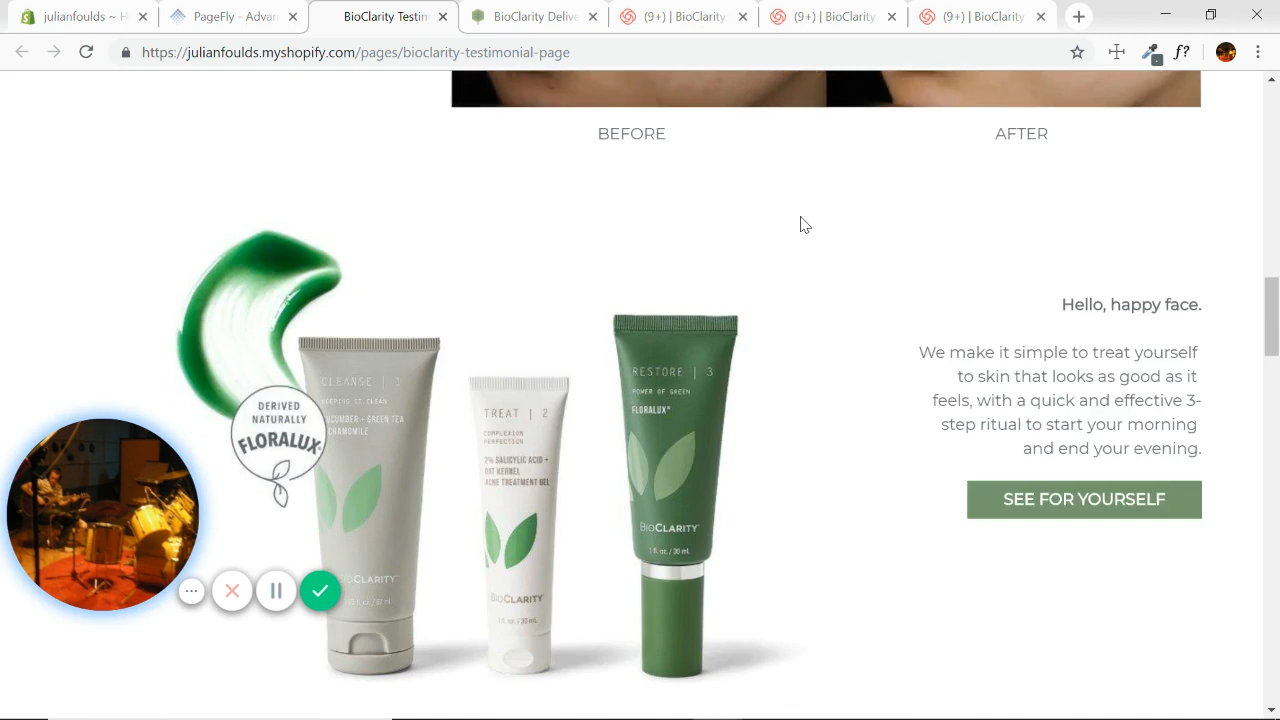 julianfoulds ~ H
PageFly - Advan
BioClarity Testim
BioClarity Delive
(9+) | BioClarity
(9+) | BioClarity
(9+) | BioClarity
https://julianfoulds.myshopify.com/pages/bioclarity-testimonial-page
f?
BEFORE
AFTER
Hello, happy face.
We make it simple to treat yourself
to skin that looks as good as it
feels, with a quick and effective 3-
step ritual to start your morning
and end your evening.
SEE FOR YOURSELF
DERIVED
NATURALLY
FLORALUX
CLEANSE | 1
KEEPING IT CLEAN
CUCUMBER + GREEN TEA
CHAMOMILE
BIOCLARITY
TREAT | 2
COMPLEXION
PERFECTION
2% SALICYLIC ACID +
OAT KERNEL
ACNE TREATMENT GEL
BIOCLARITY
1 fl. oz. / 30 mL
RESTORE | 3
POWER OF GREEN
FLORALUX®
BIOCLARITY™
1 fl. oz. / 30 mL